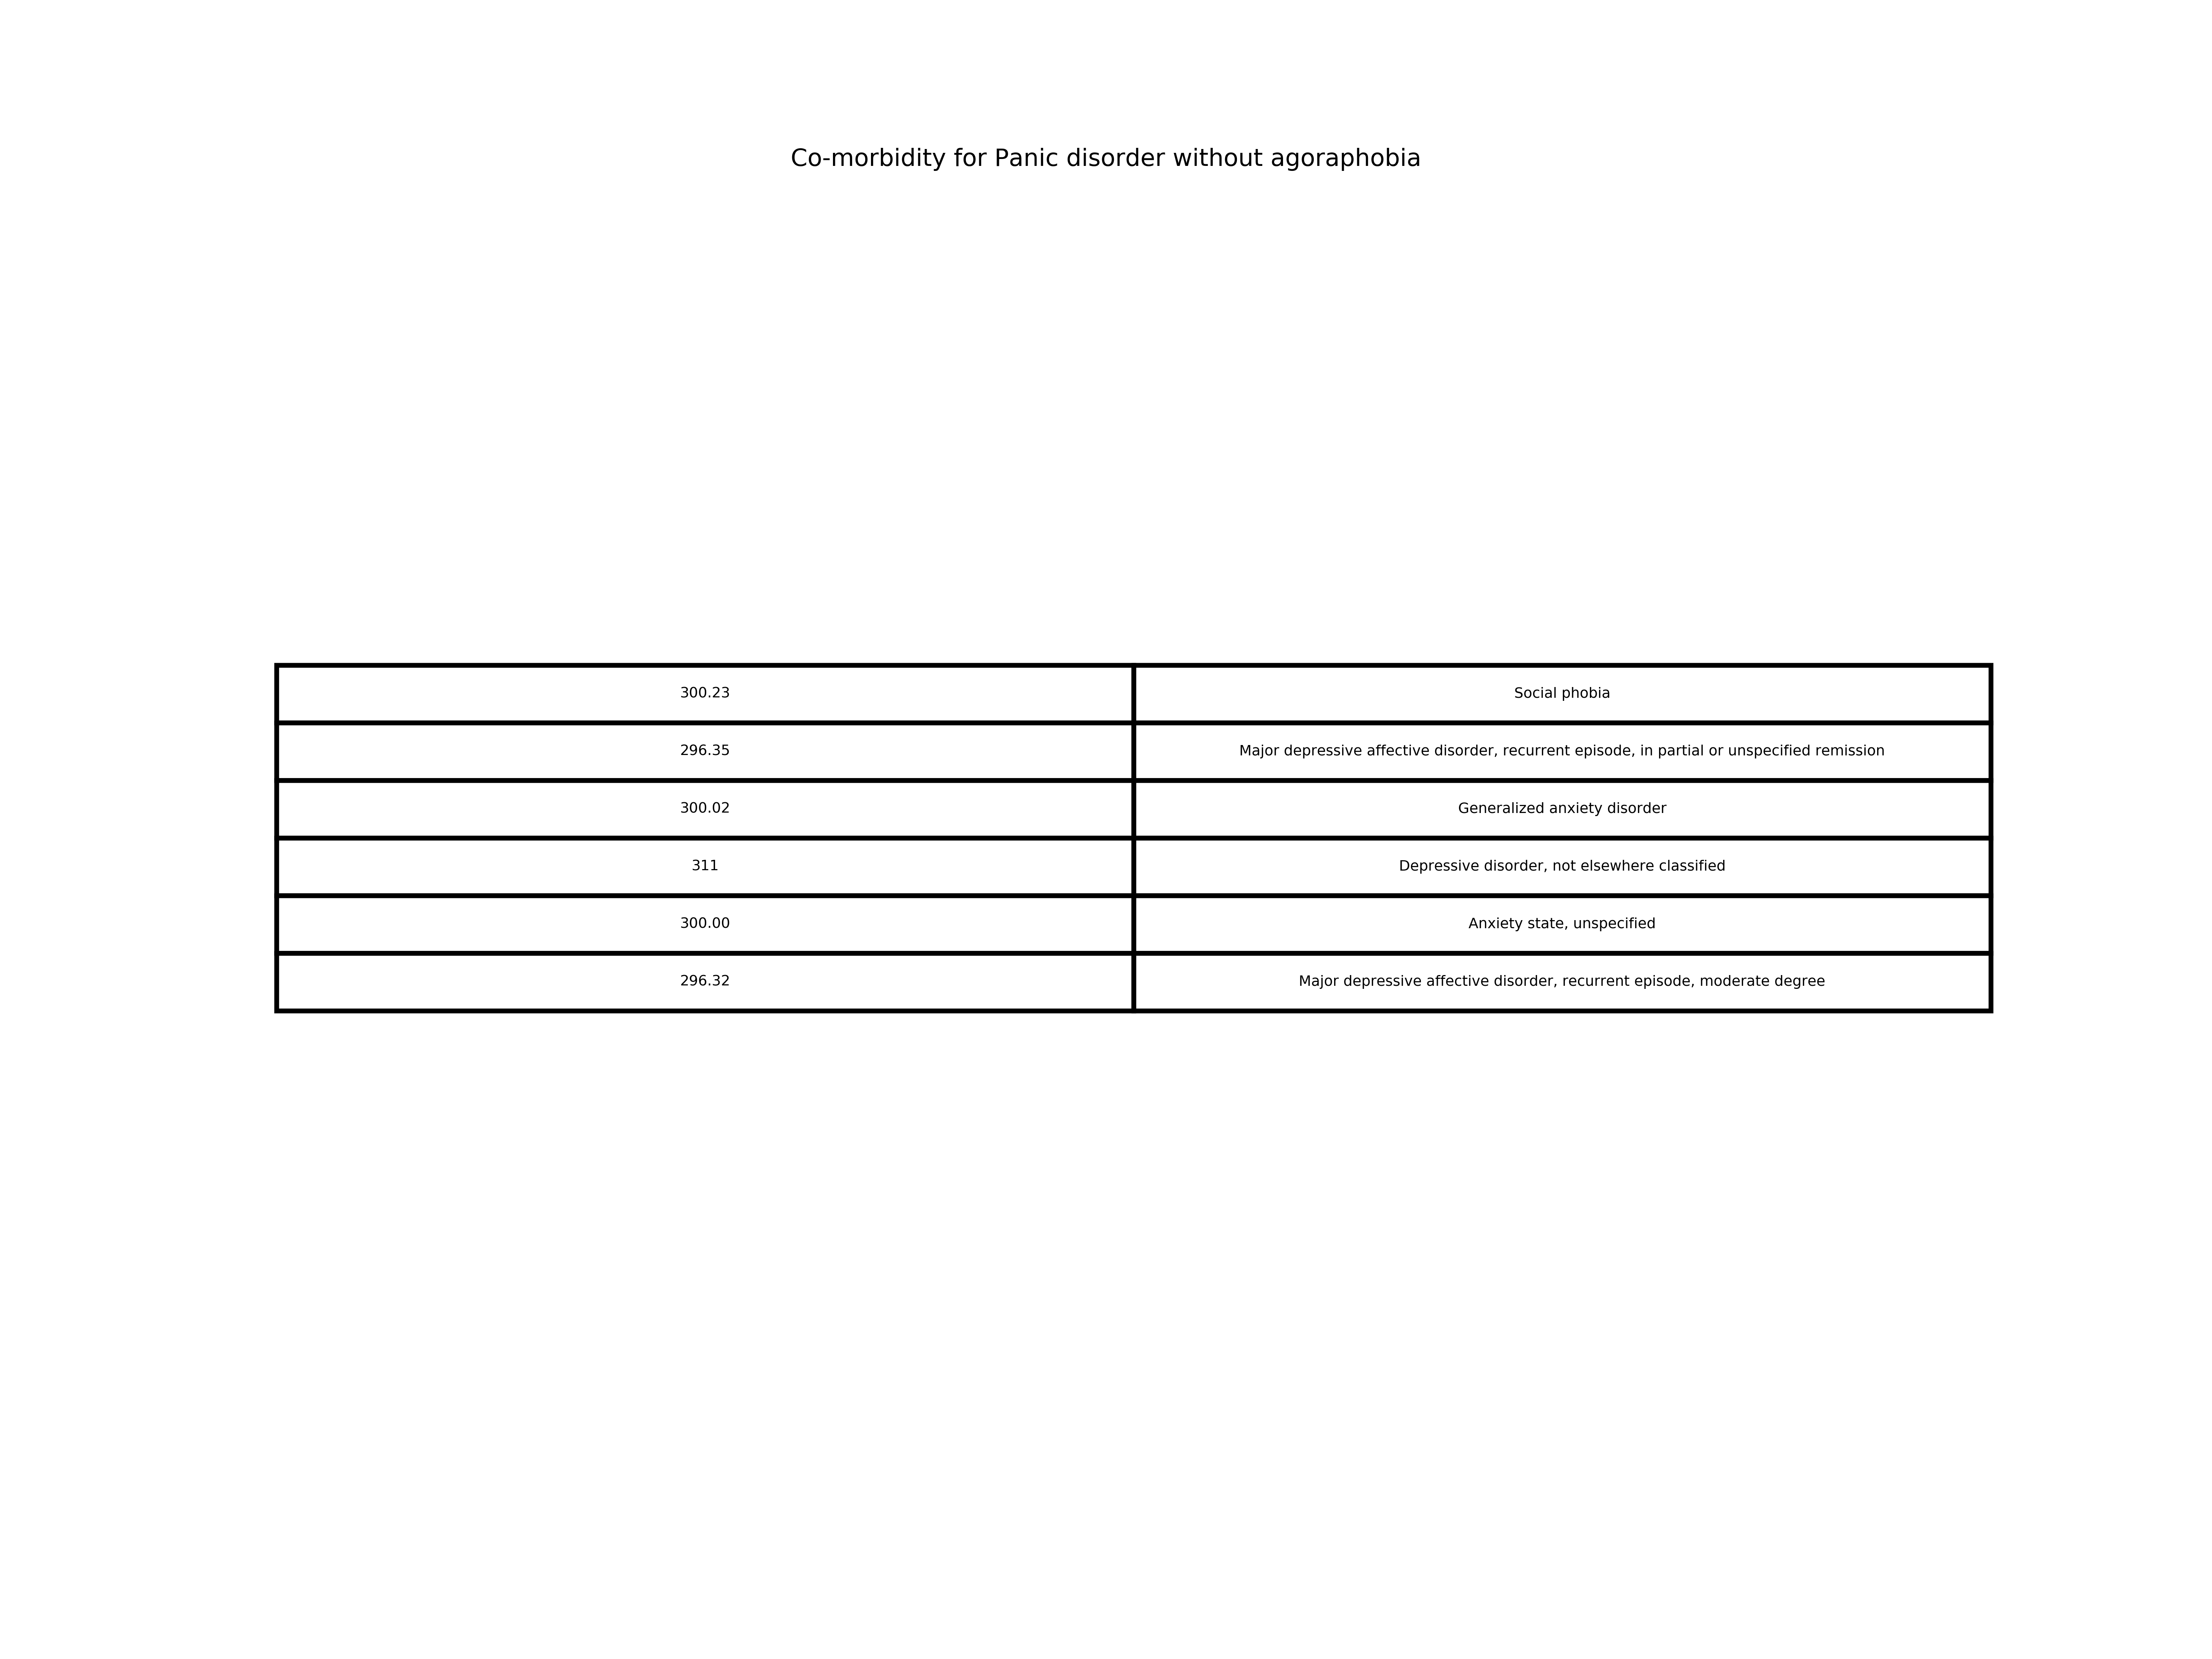 Co-morbidity for Panic disorder without agoraphobia
300.23 Social phobia
296.35 Major depressive affective disorder, recurrent episode, in partial or unspecified remission
300.02 Generalized anxiety disorder
311 Depressive disorder, not elsewhere classified
300.00 Anxiety state, unspecified
296.32 Major depressive affective disorder, recurrent episode, moderate degree